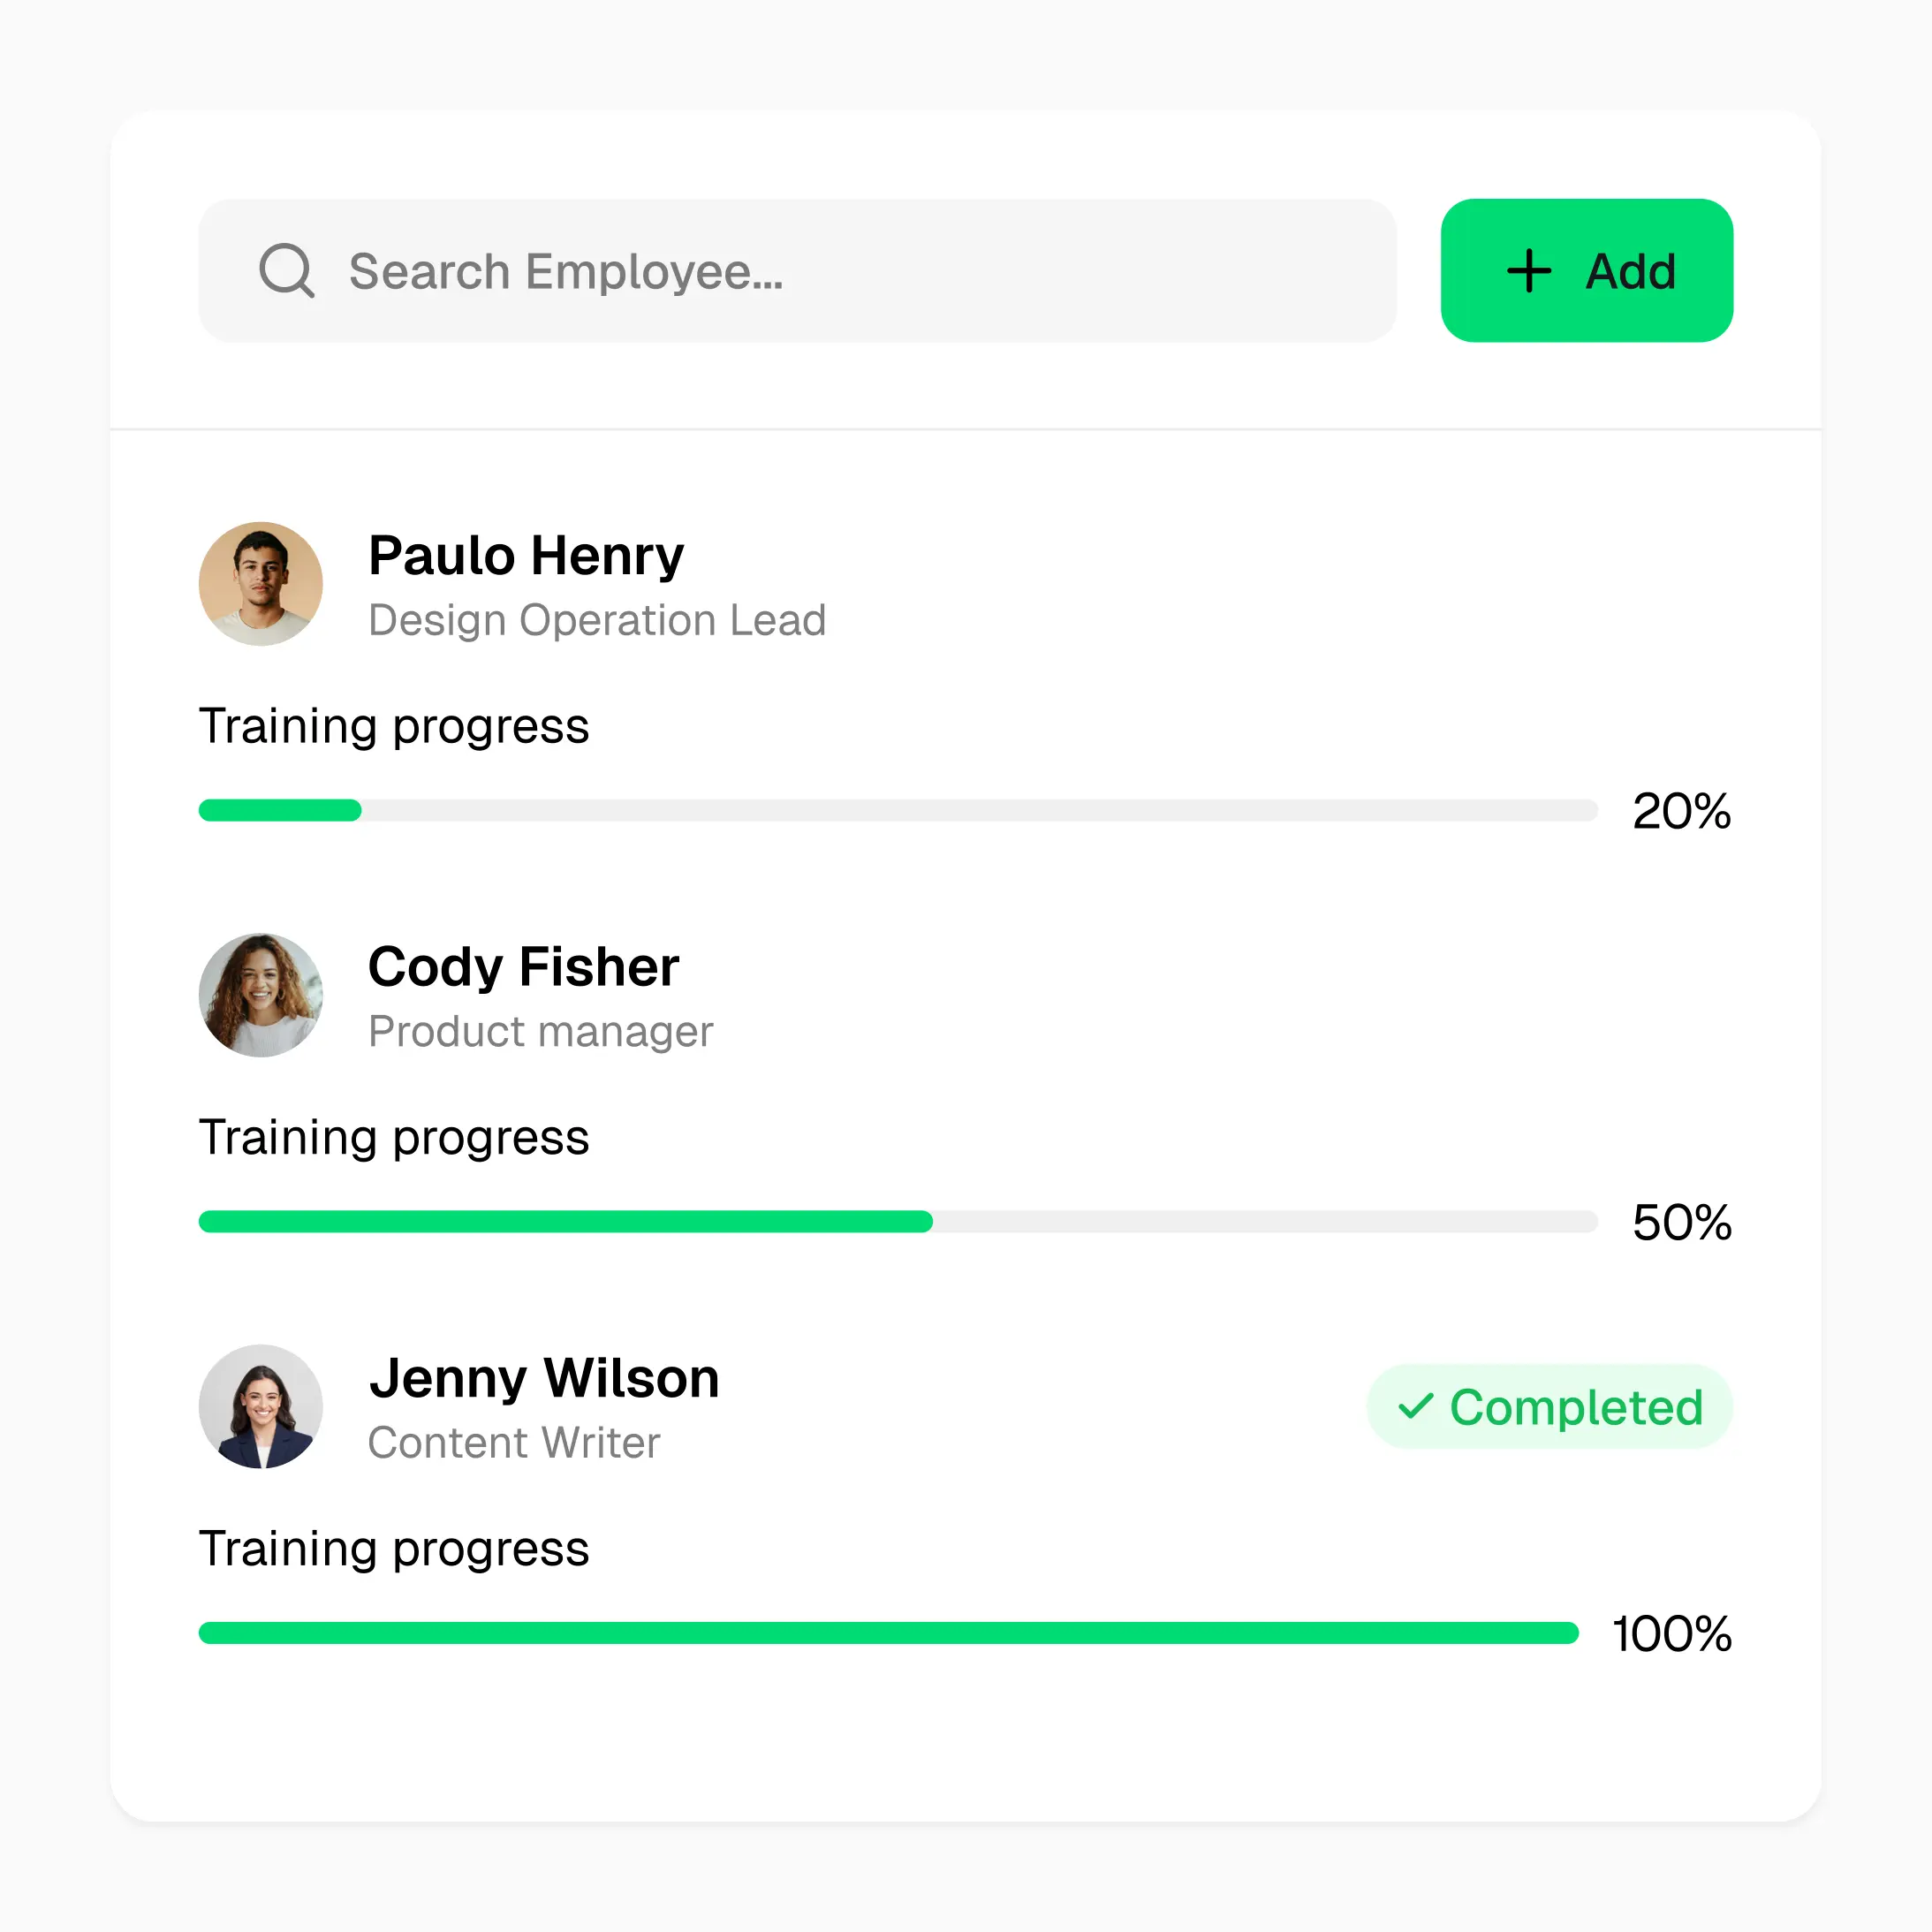 Search Employee...
Add
Paulo Henry
Design Operation Lead
Training progress
20%
Cody Fisher
Product manager
Training progress
50%
Jenny Wilson
Content Writer
Completed
Training progress
100%